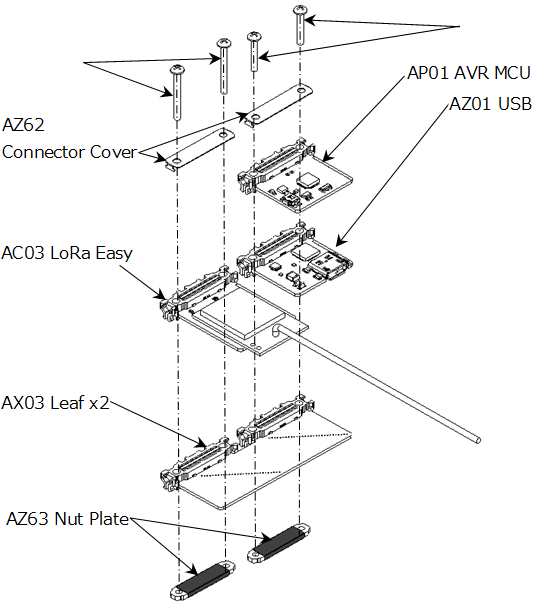 AP01 AVR MCU
AZ01 USB
AZ62
Connector Cover
AC03 LoRa Easy
AX03 Leaf x2
AZ63 Nut Plate